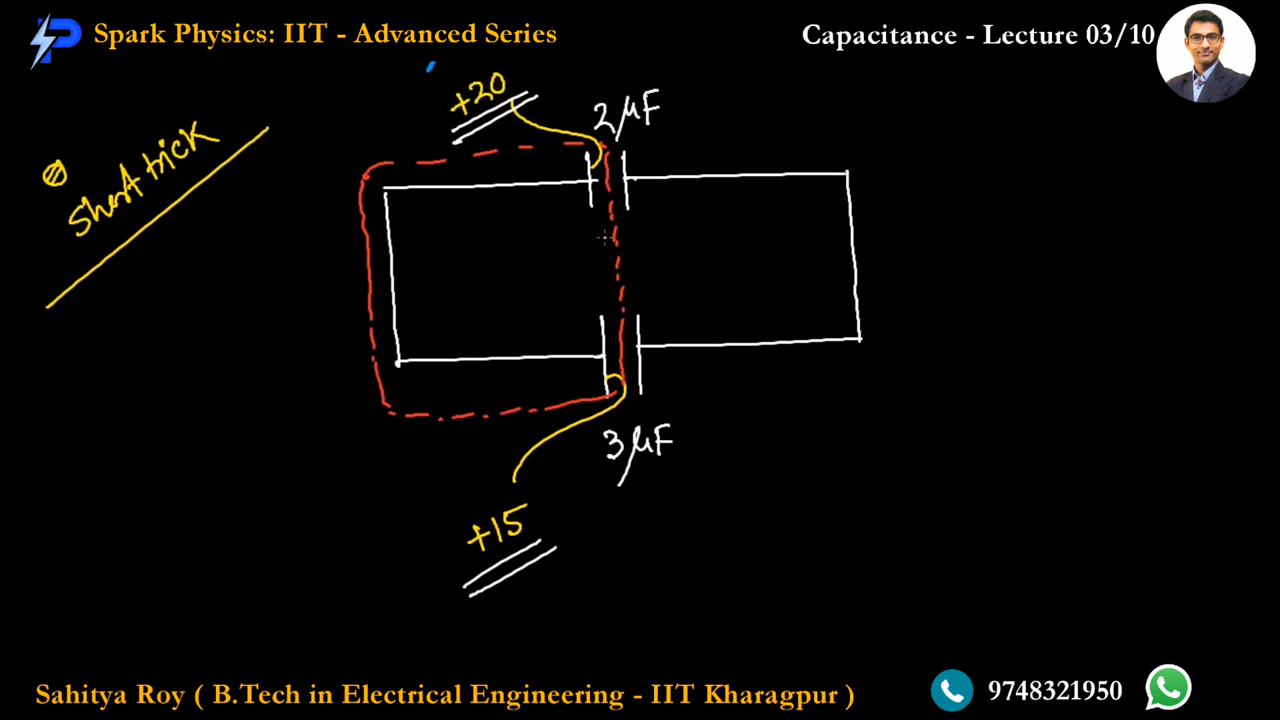 Spark Physics: IIT - Advanced Series
Capacitance - Lecture 03/10
Short trick
+20
2μF
3μF
+15
Sahitya Roy ( B.Tech in Electrical Engineering - IIT Kharagpur )
9748321950